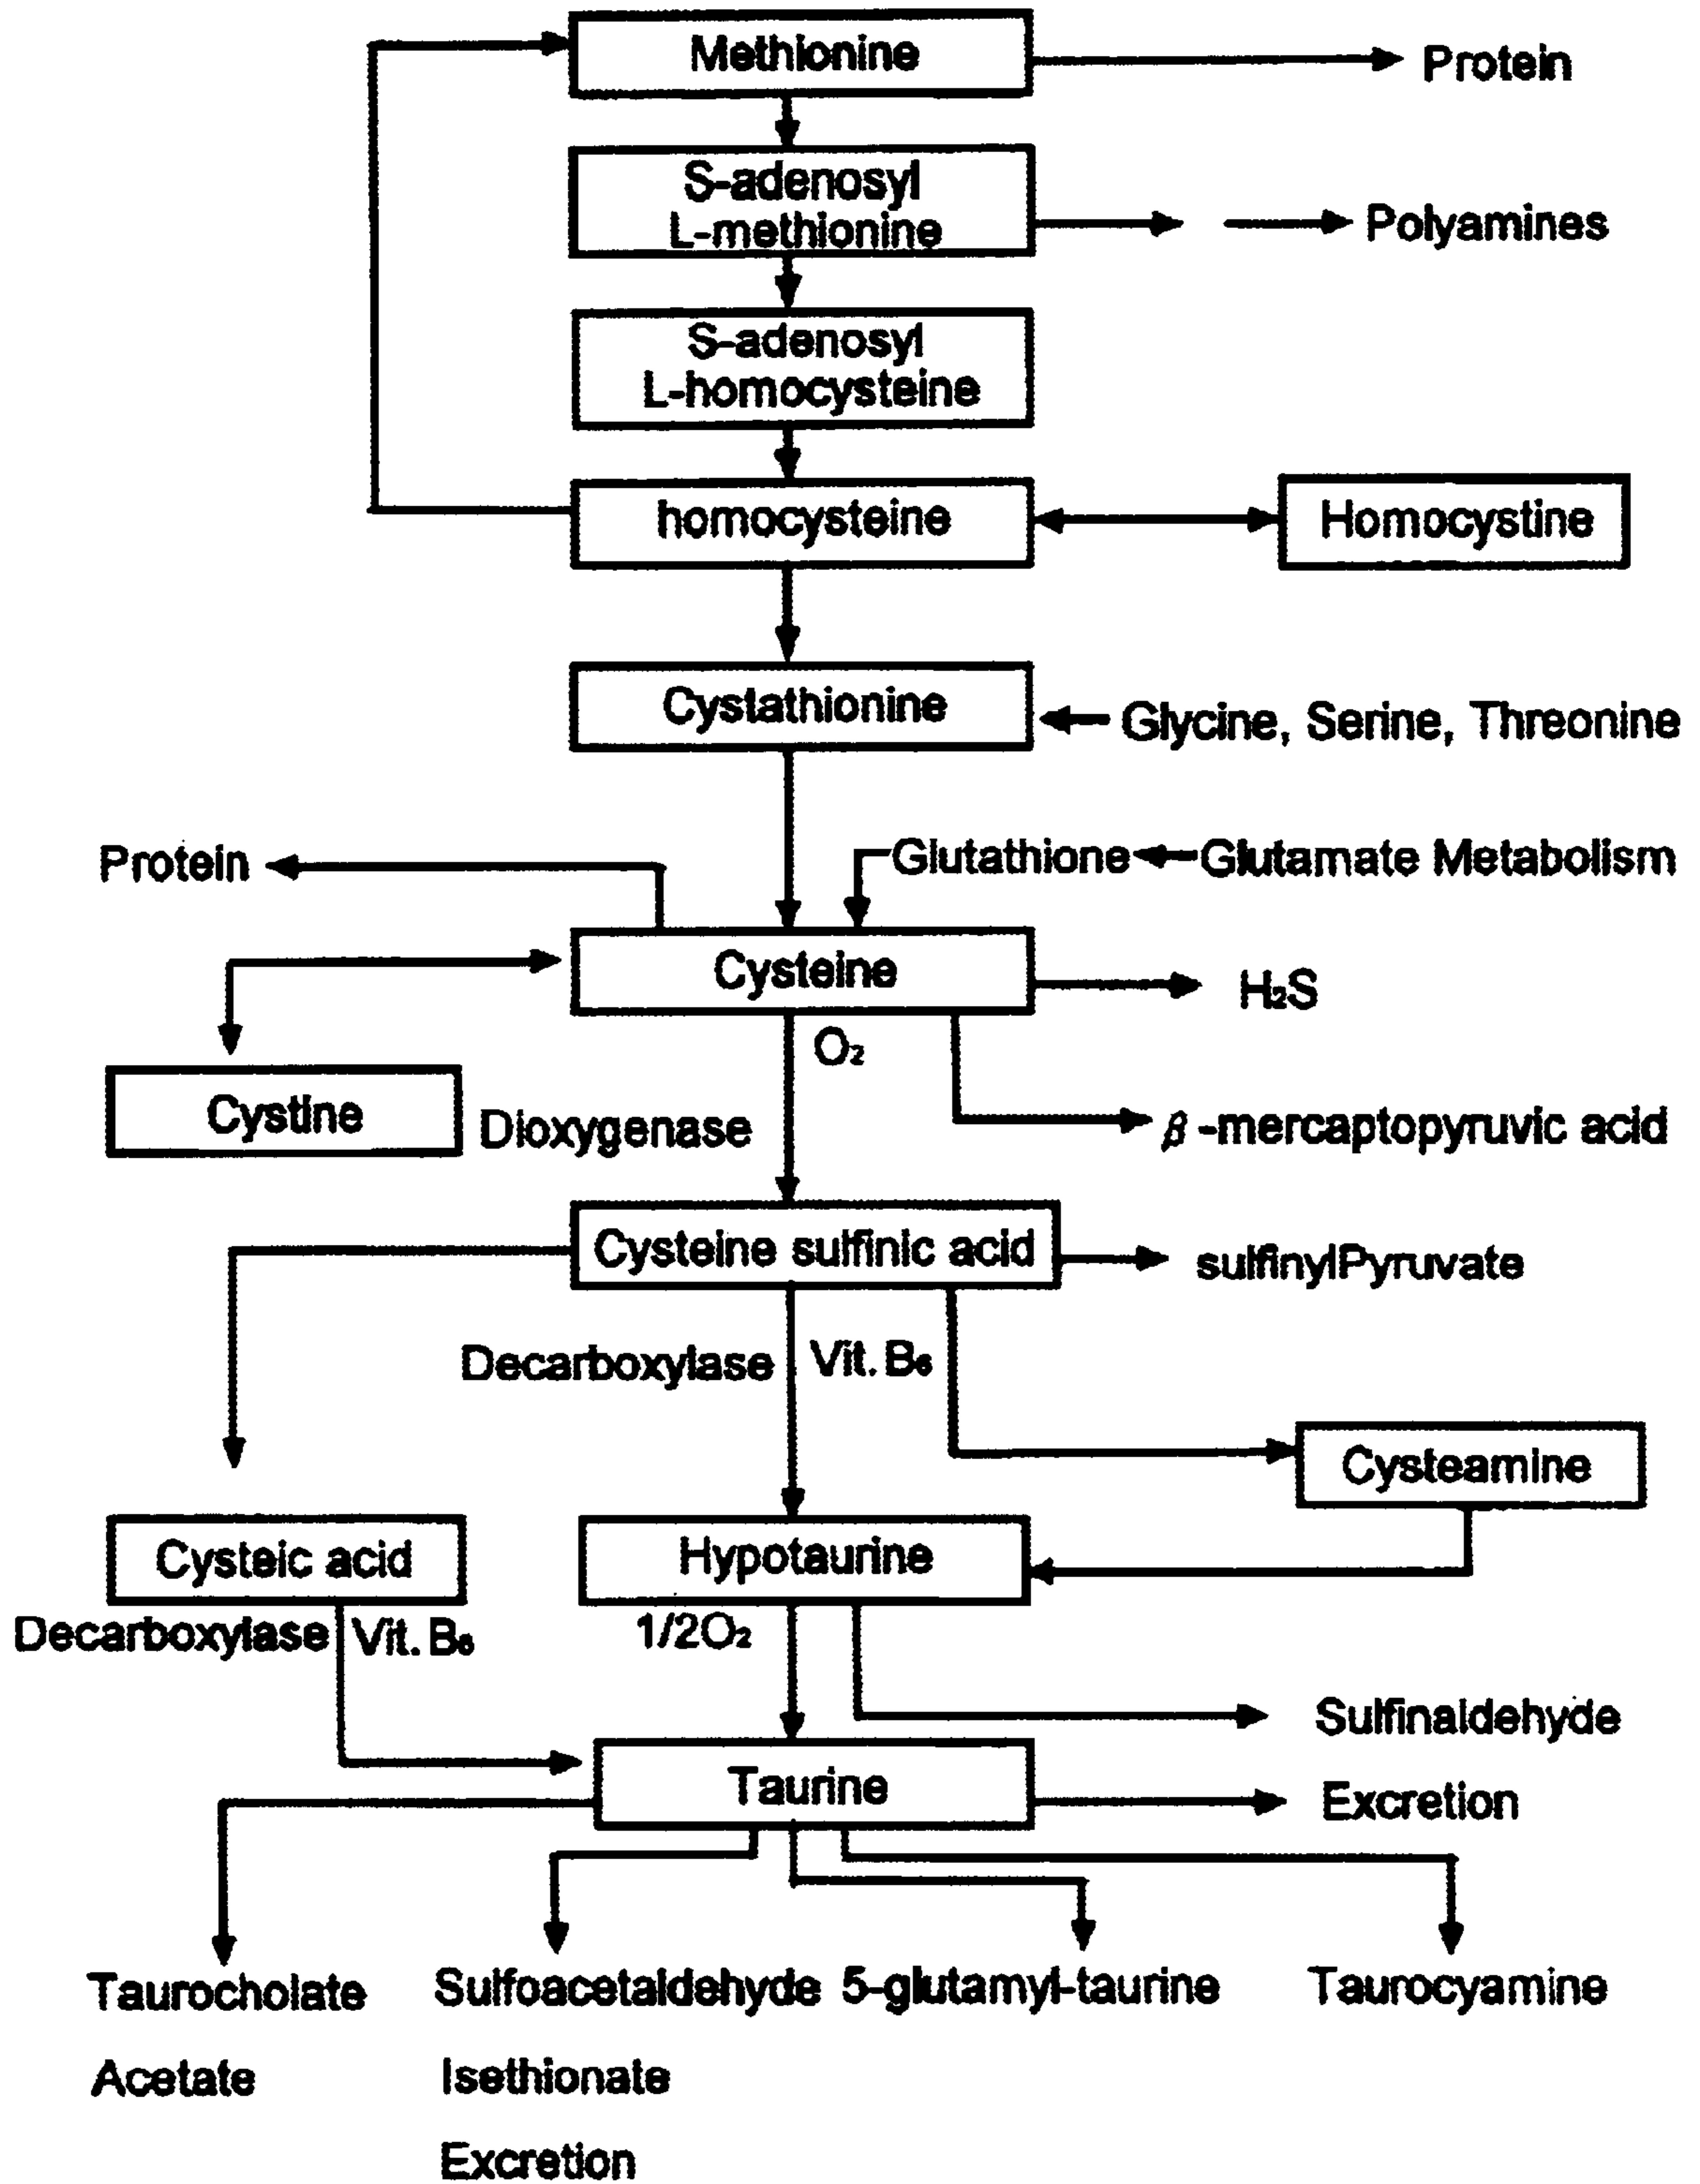 Methionine
Protein
S-adenosyl
L-methionine
Polyamines
S-adenosyl
L-homocysteine
homocysteine
Homocystine
Cystathionine
Glycine, Serine, Threonine
Protein
Glutathione
Glutamate Metabolism
Cysteine
H₂S
O₂
Cystine
Dioxygenase
β-mercaptopyruvic acid
Cysteine sulfinic acid
sulfinylPyruvate
Decarboxylase
Vit. B₆
Cysteamine
Cysteic acid
Hypotaurine
Decarboxylase
Vit. B₆
1/2O₂
Sulfinaldehyde
Taurine
Excretion
Taurocholate
Sulfoacetaldehyde
5-glutamyl-taurine
Taurocyamine
Acetate
Isethionate
Excretion